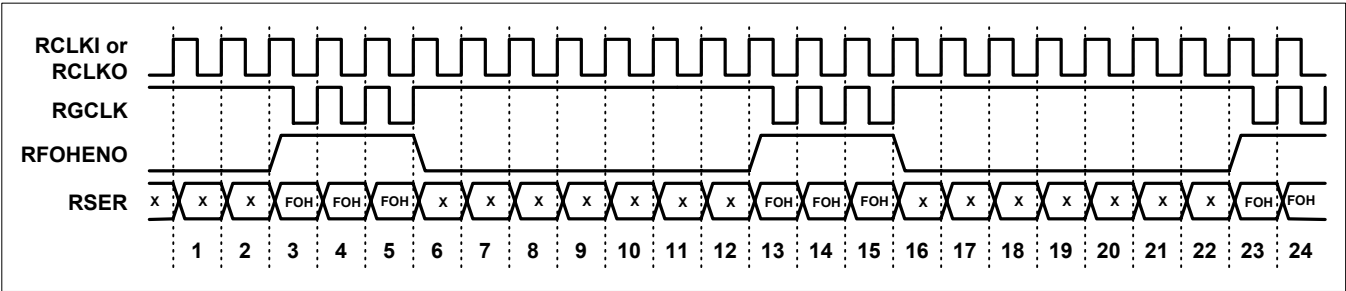 RCLKI or
RCLKO
RGCLK
RFOHENO
RSER X X X FOH FOH FOH X X X X X X X FOH FOH FOH X X X X X X X FOH FOH
1 2 3 4 5 6 7 8 9 10 11 12 13 14 15 16 17 18 19 20 21 22 23 24